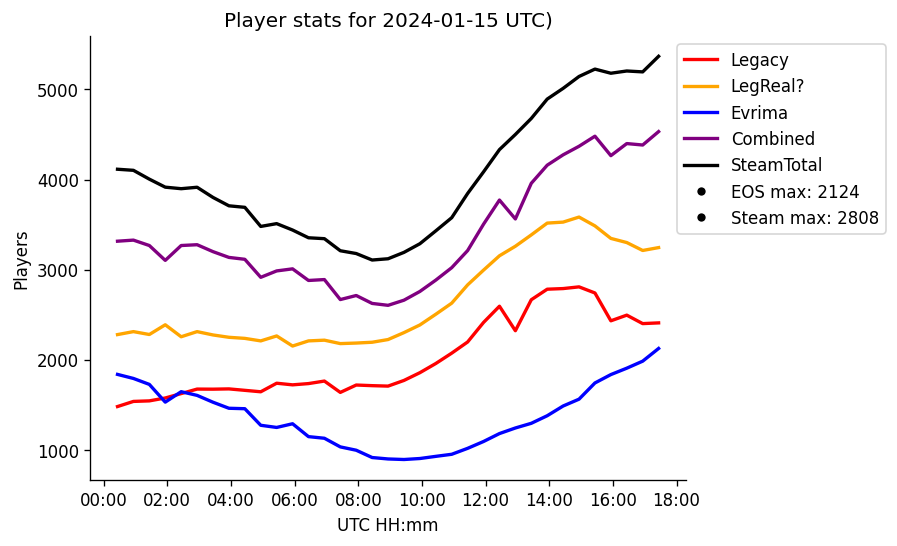 Player stats for 2024-01-15 UTC)
Players
5000
4000
3000
2000
1000
00:00 02:00 04:00 06:00 08:00 10:00 12:00 14:00 16:00 18:00
UTC HH:mm
Legacy
LegReal?
Evrima
Combined
SteamTotal
EOS max: 2124
Steam max: 2808